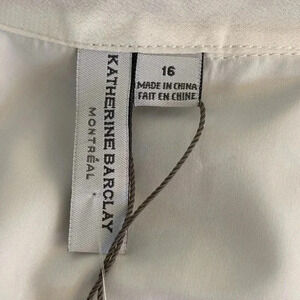 KATHERINE BARCLAY
MONTRÉAL
16
MADE IN CHINA
FAIT EN CHINE